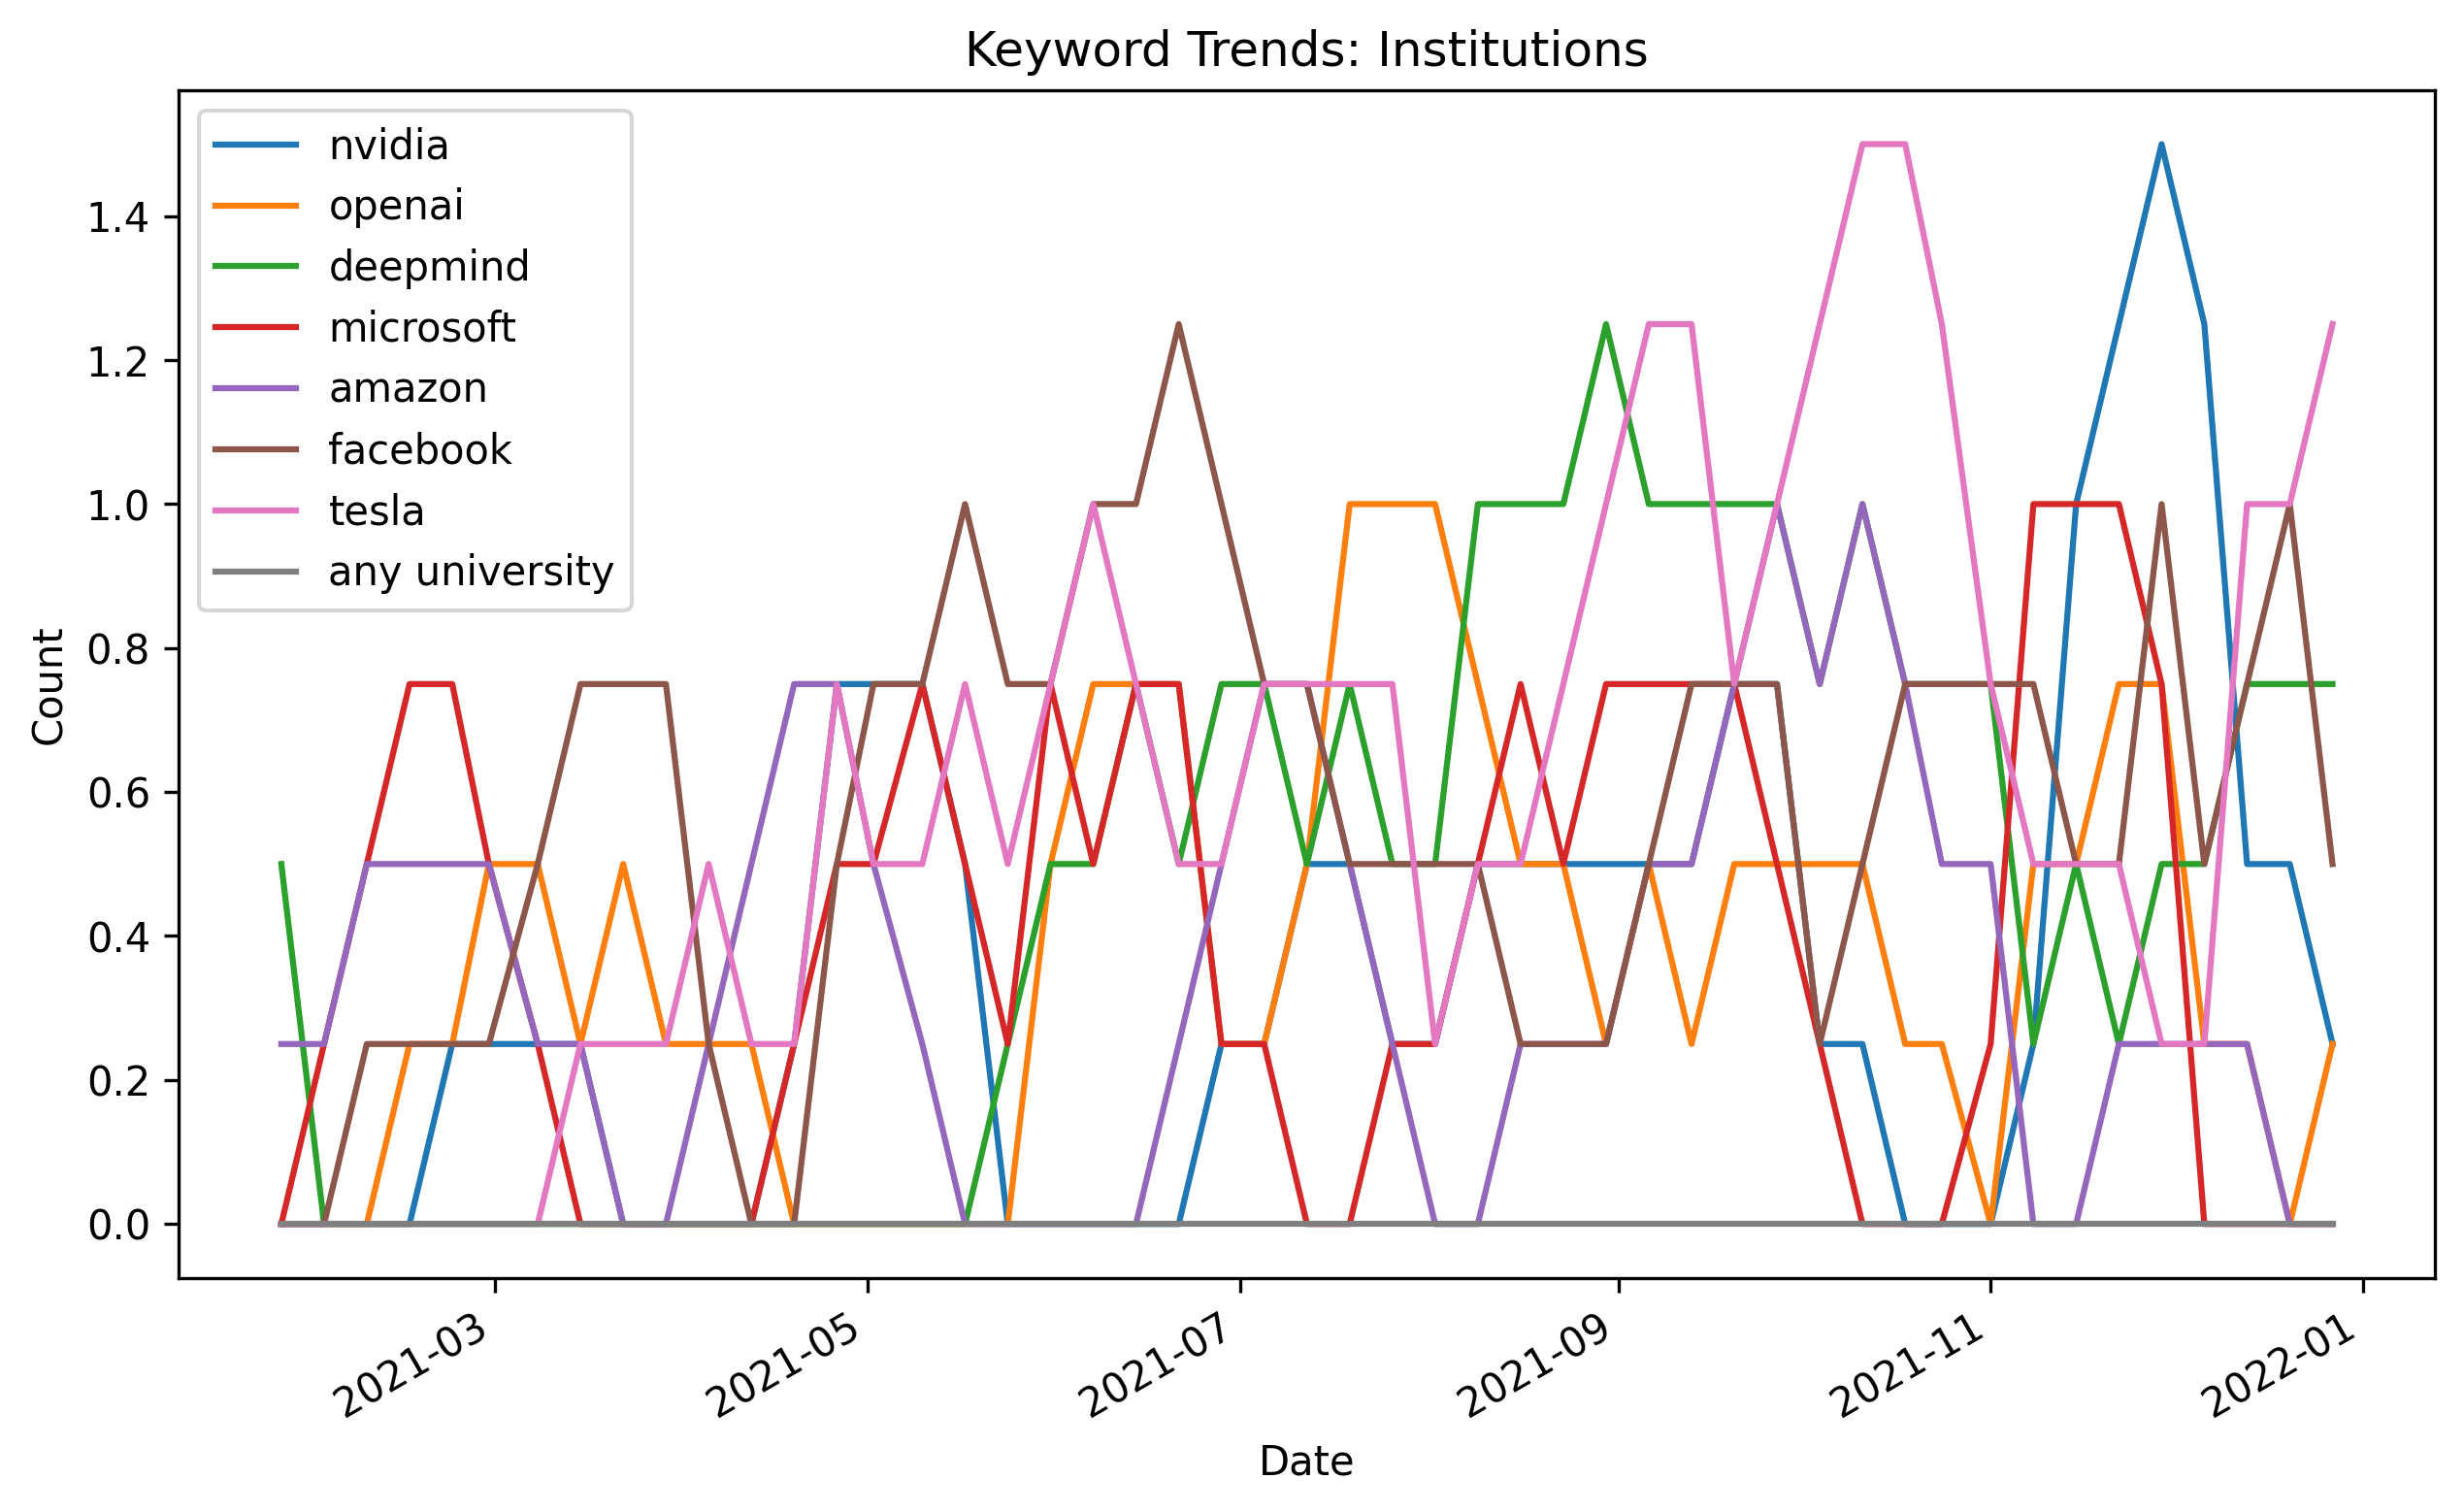 Keyword Trends: Institutions
nvidia
openai
deepmind
microsoft
amazon
facebook
tesla
any university
Count
1.4
1.2
1.0
0.8
0.6
0.4
0.2
0.0
2021-03
2021-05
2021-07
2021-09
2021-11
2022-01
Date